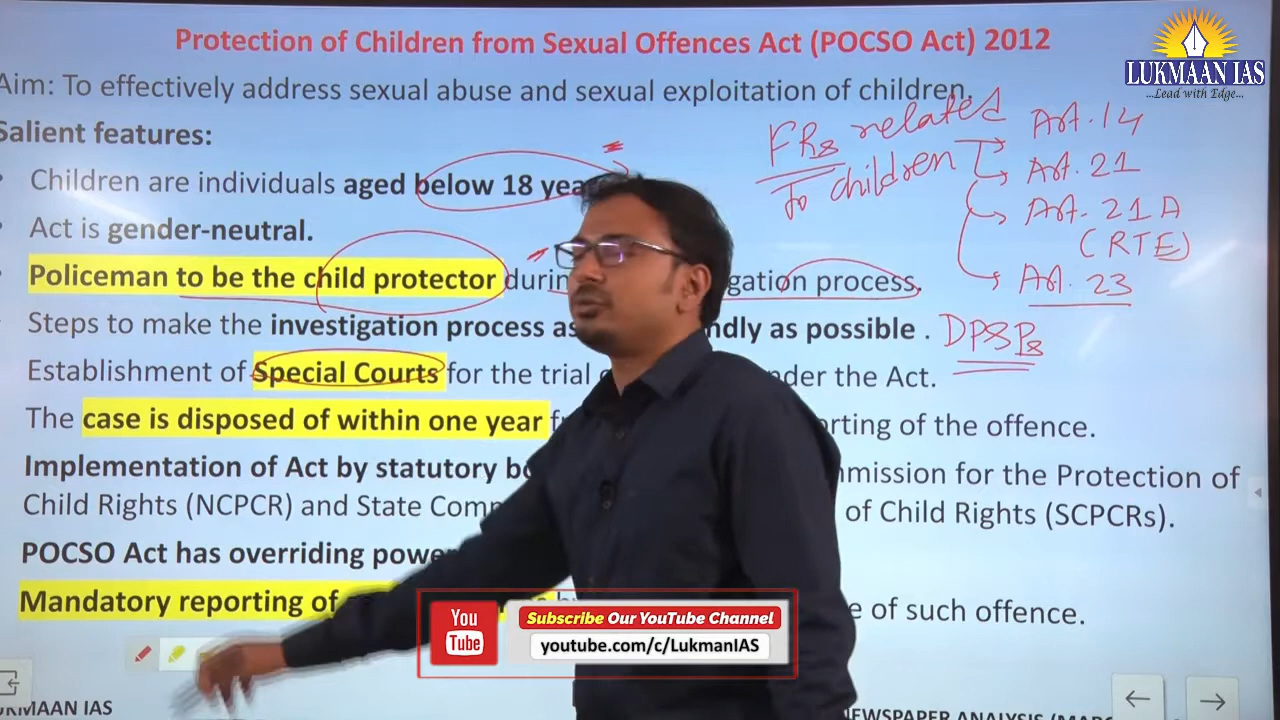 Protection of Children from Sexual Offences Act (POCSO Act) 2012
LUKMAAN IAS
...Lead with Edge...
Aim: To effectively address sexual abuse and sexual exploitation of children.
Salient features:
Children are individuals aged below 18 yea
Act is gender-neutral.
Policeman to be the child protector durin gation process.
Steps to make the investigation process as ndly as possible .
Establishment of Special Courts for the trial der the Act.
The case is disposed of within one year rting of the offence.
Implementation of Act by statutory bo mmission for the Protection of
Child Rights (NCPCR) and State Com of Child Rights (SCPCRs).
POCSO Act has overriding powe
Mandatory reporting of e of such offence.
FRs related
to children
Art. 14
Art. 21
Art. 21A
(RTE)
Art. 23
DPSPs
You
Tube
Subscribe Our YouTube Channel
youtube.com/c/LukmanIAS
UKMAAN IAS
NEWSPAPER ANALYSIS